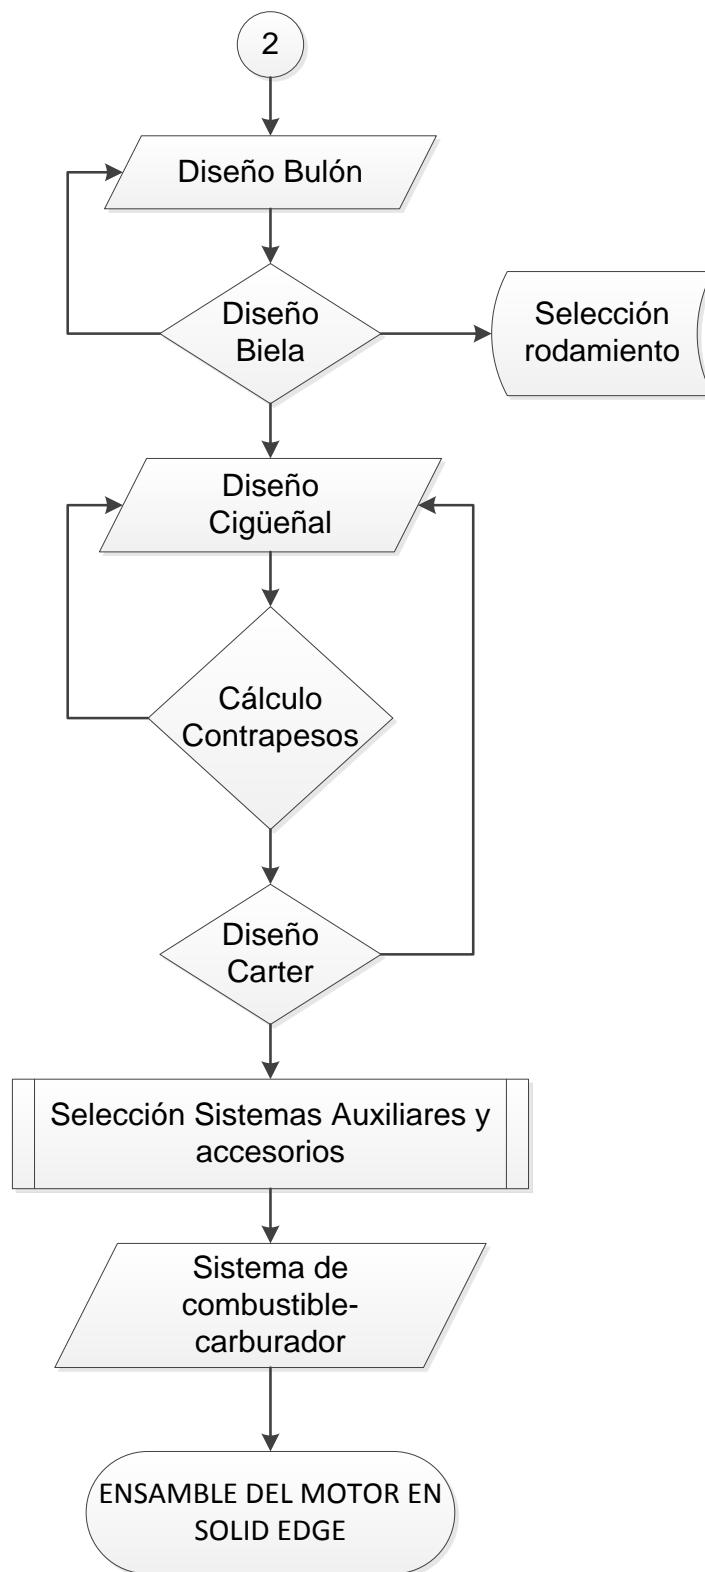 2
Diseño Bulón
Diseño
Biela
Selección
rodamiento
Diseño
Cigüeñal
Cálculo
Contrapesos
Diseño
Carter
Selección Sistemas Auxiliares y
accesorios
Sistema de
combustible-
carburador
ENSAMBLE DEL MOTOR EN
SOLID EDGE